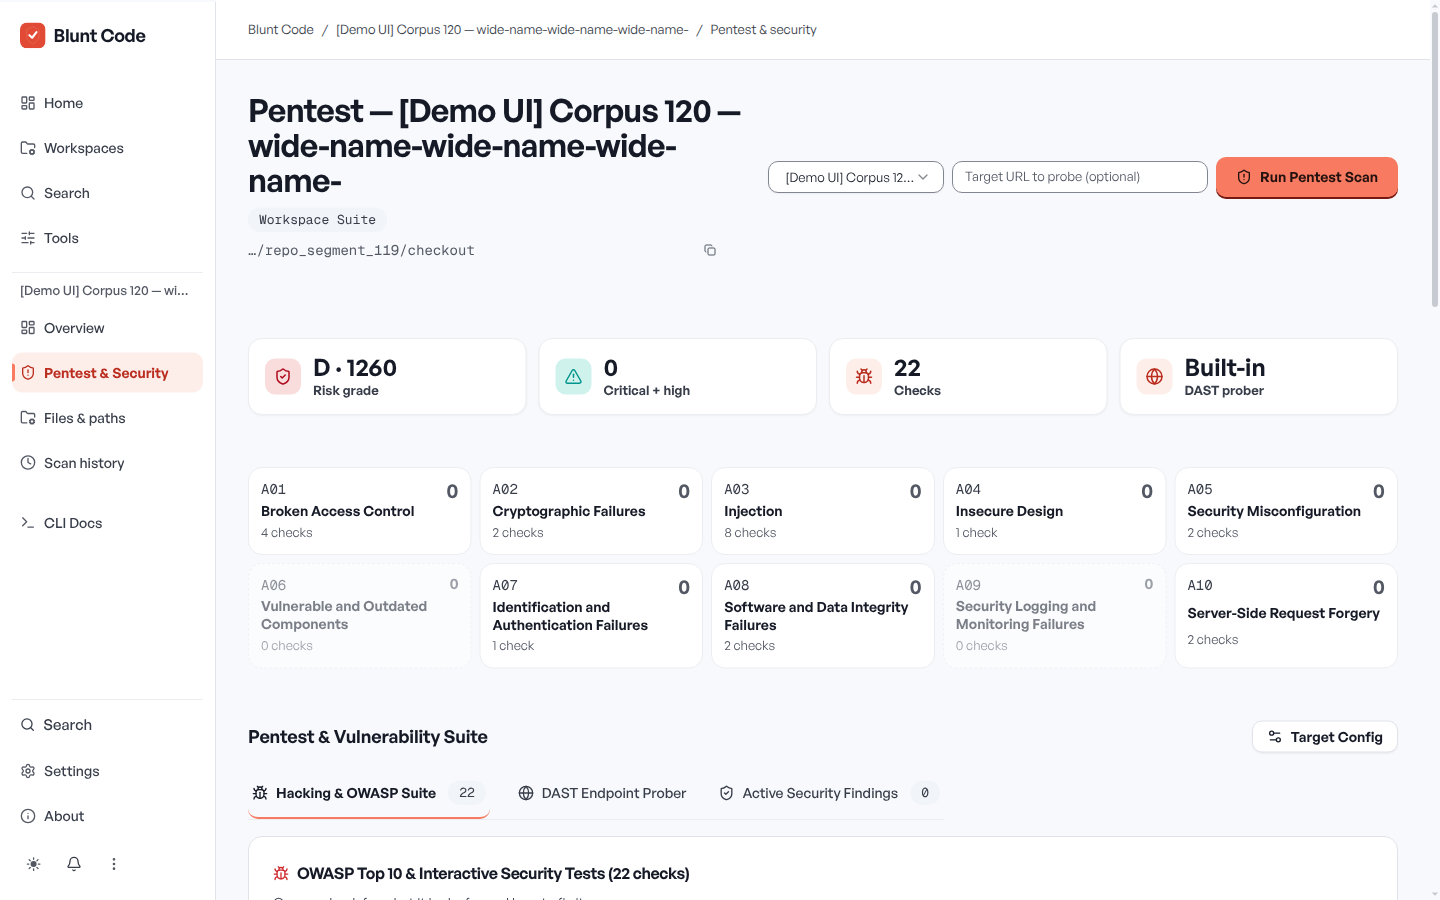 Blunt Code
Home
Workspaces
Search
Tools
[Demo UI] Corpus 120 — wi...
Overview
Pentest & Security
Files & paths
Scan history
CLI Docs
Search
Settings
About
Blunt Code / [Demo UI] Corpus 120 — wide-name-wide-name-wide-name- / Pentest & security
Pentest — [Demo UI] Corpus 120 —
wide-name-wide-name-wide-
name-
Workspace Suite
…/repo_segment_119/checkout
[Demo UI] Corpus 12...
Target URL to probe (optional)
Run Pentest Scan
D · 1260
Risk grade
0
Critical + high
22
Checks
Built-in
DAST prober
A01
0
Broken Access Control
4 checks
A02
0
Cryptographic Failures
2 checks
A03
0
Injection
8 checks
A04
0
Insecure Design
1 check
A05
0
Security Misconfiguration
2 checks
A06
0
Vulnerable and Outdated
Components
0 checks
A07
0
Identification and
Authentication Failures
1 check
A08
0
Software and Data Integrity
Failures
2 checks
A09
0
Security Logging and
Monitoring Failures
0 checks
A10
0
Server-Side Request Forgery
2 checks
Pentest & Vulnerability Suite
Target Config
Hacking & OWASP Suite 22
DAST Endpoint Prober
Active Security Findings 0
OWASP Top 10 & Interactive Security Tests (22 checks)